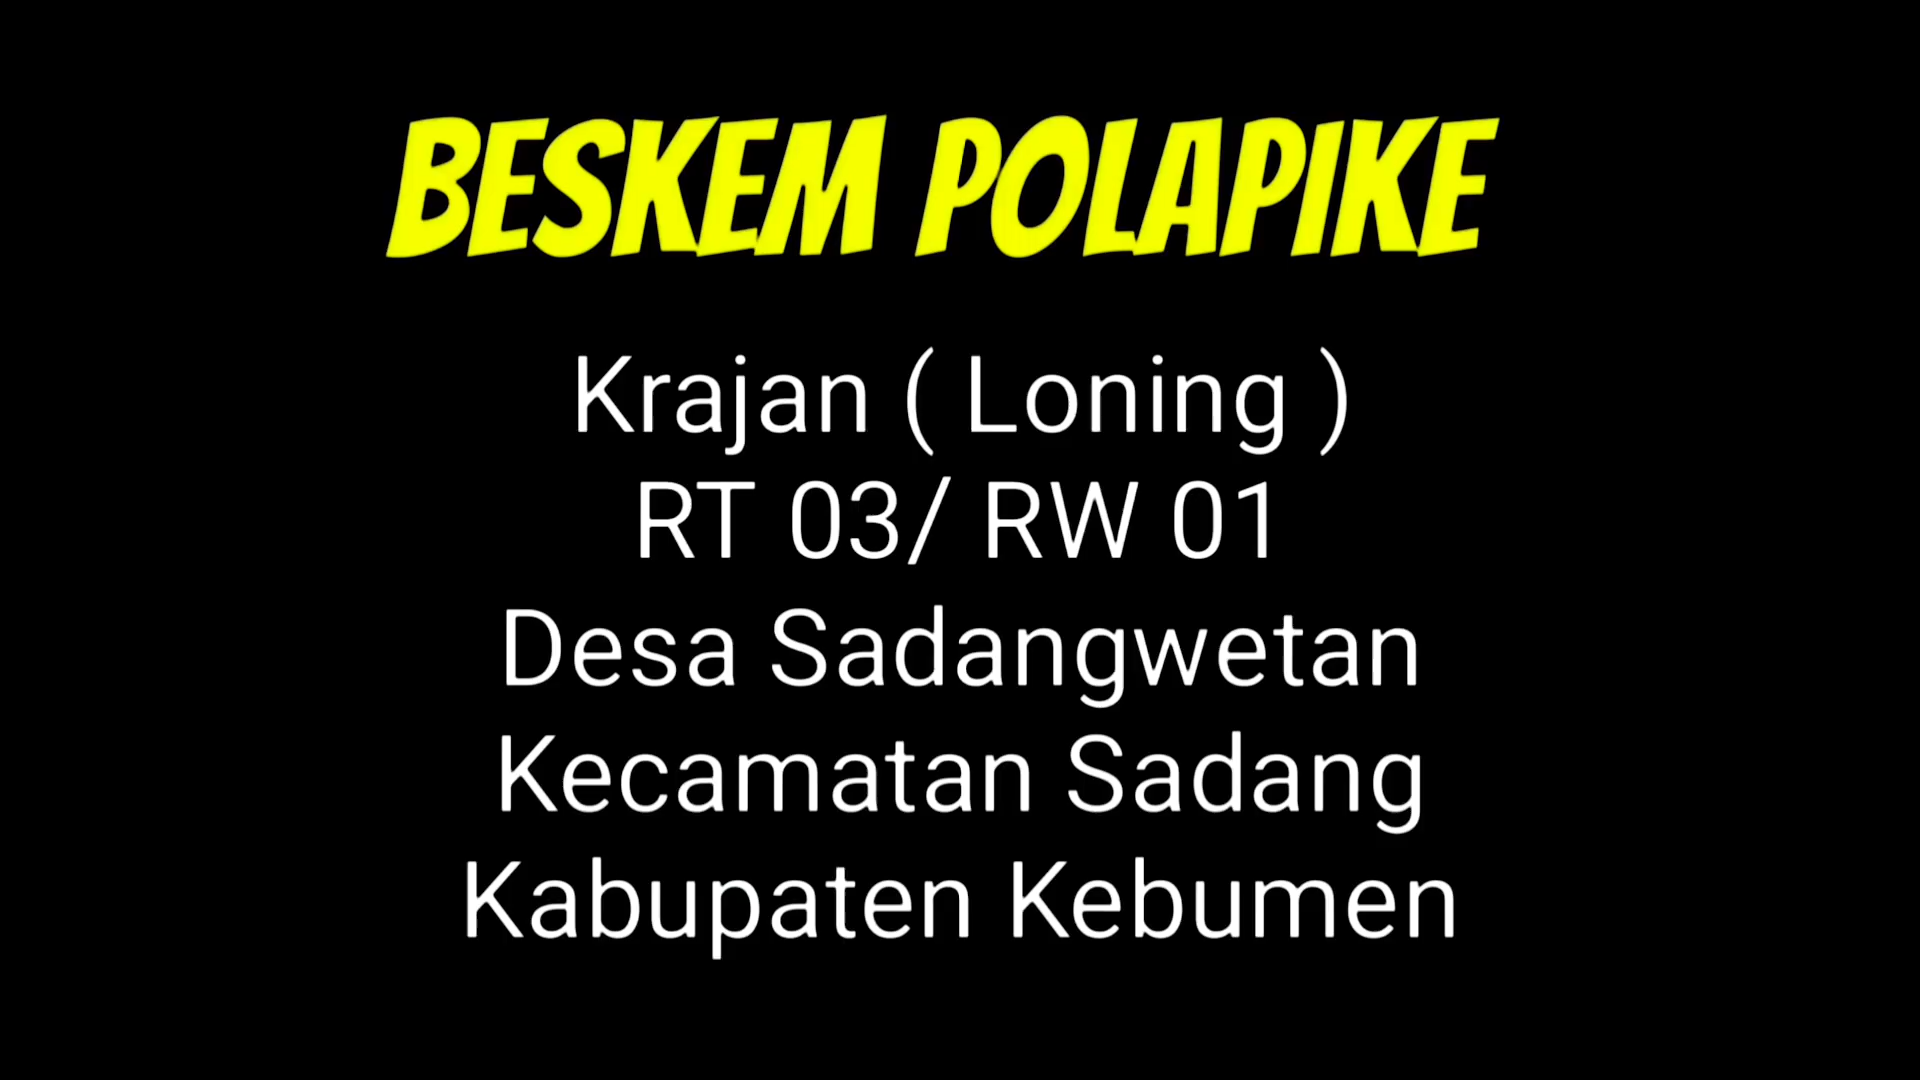 BESKEM POLAPIKE
Krajan ( Loning )
RT 03/ RW 01
Desa Sadangwetan
Kecamatan Sadang
Kabupaten Kebumen